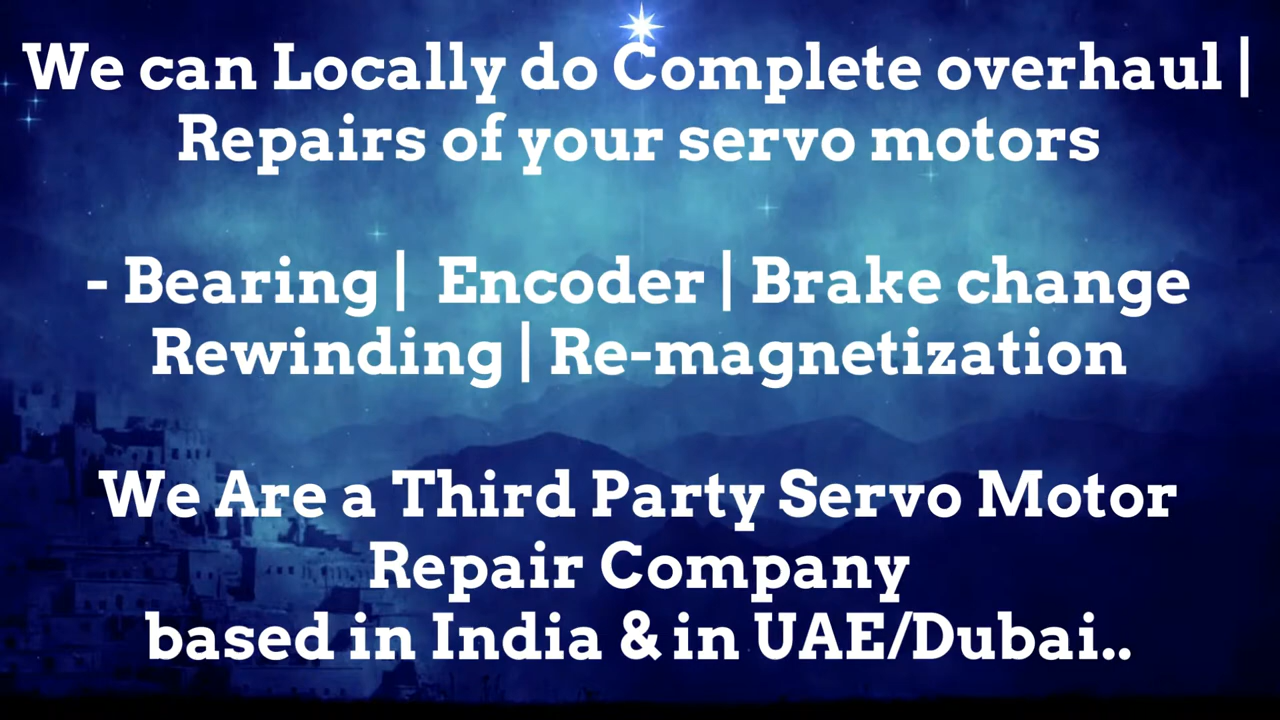 We can Locally do Complete overhaul |
Repairs of your servo motors
- Bearing | Encoder | Brake change
Rewinding | Re-magnetization
We Are a Third Party Servo Motor
Repair Company
based in India & in UAE/Dubai..